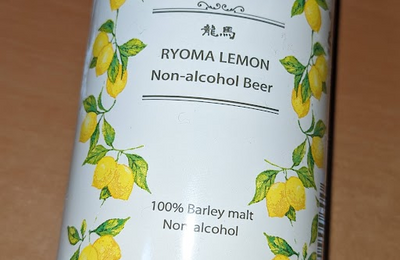 龍馬
RYOMA LEMON
Non-alcohol Beer
100% Barley malt
Non alcohol